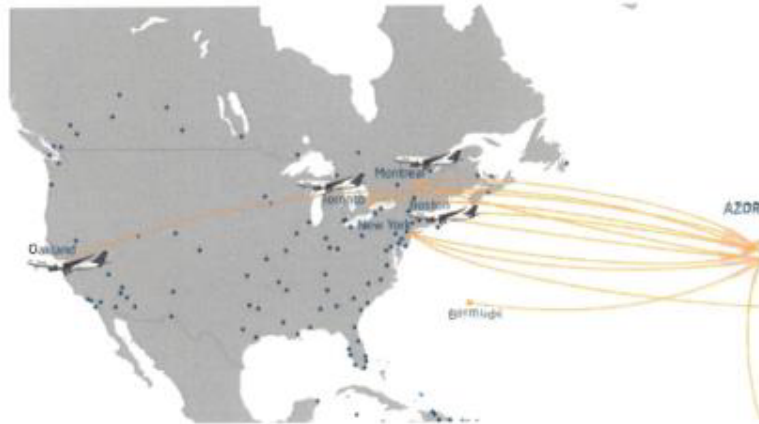 Montreal
Toronto
Boston
New York
AZOR
Oakland
Bermuda